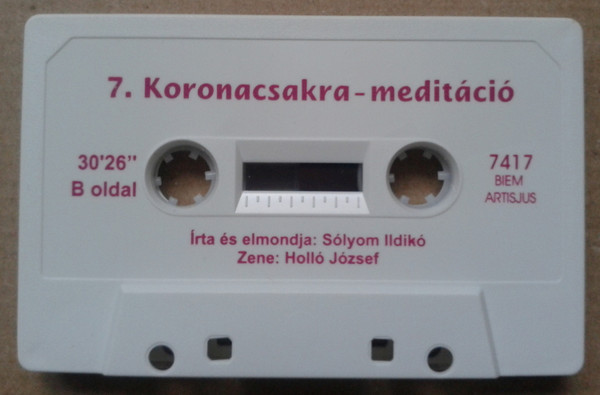 7. Koronacsakra-meditáció
30'26"
B oldal
7417
BIEM
ARTISJUS
Írta és elmondja: Sólyom Ildikó
Zene: Holló József